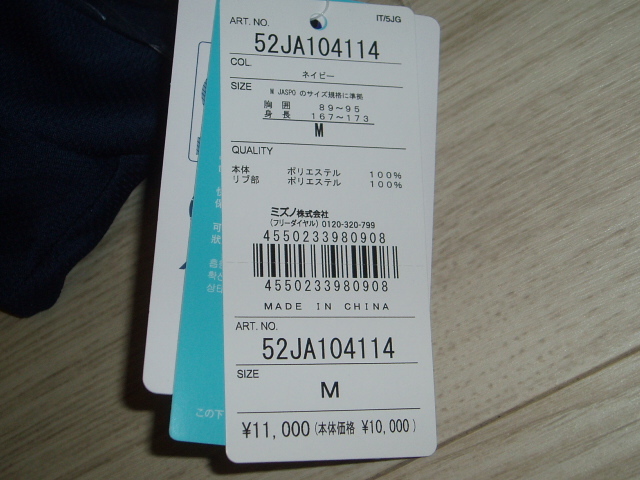 ART. NO.
IT/5JG
52JA104114
COL
ネイビー
SIZE
M JASPO のサイズ規格に準拠
胸 囲 89～95
身 長 167～173
M
QUALITY
本体 ポリエステル 100%
リブ部 ポリエステル 100%
ミズノ株式会社
(フリーダイヤル) 0120-320-799
4550233980908
4550233980908
MADE IN CHINA
ART. NO.
52JA104114
SIZE
M
¥11,000 (本体価格 ¥10,000)
この下